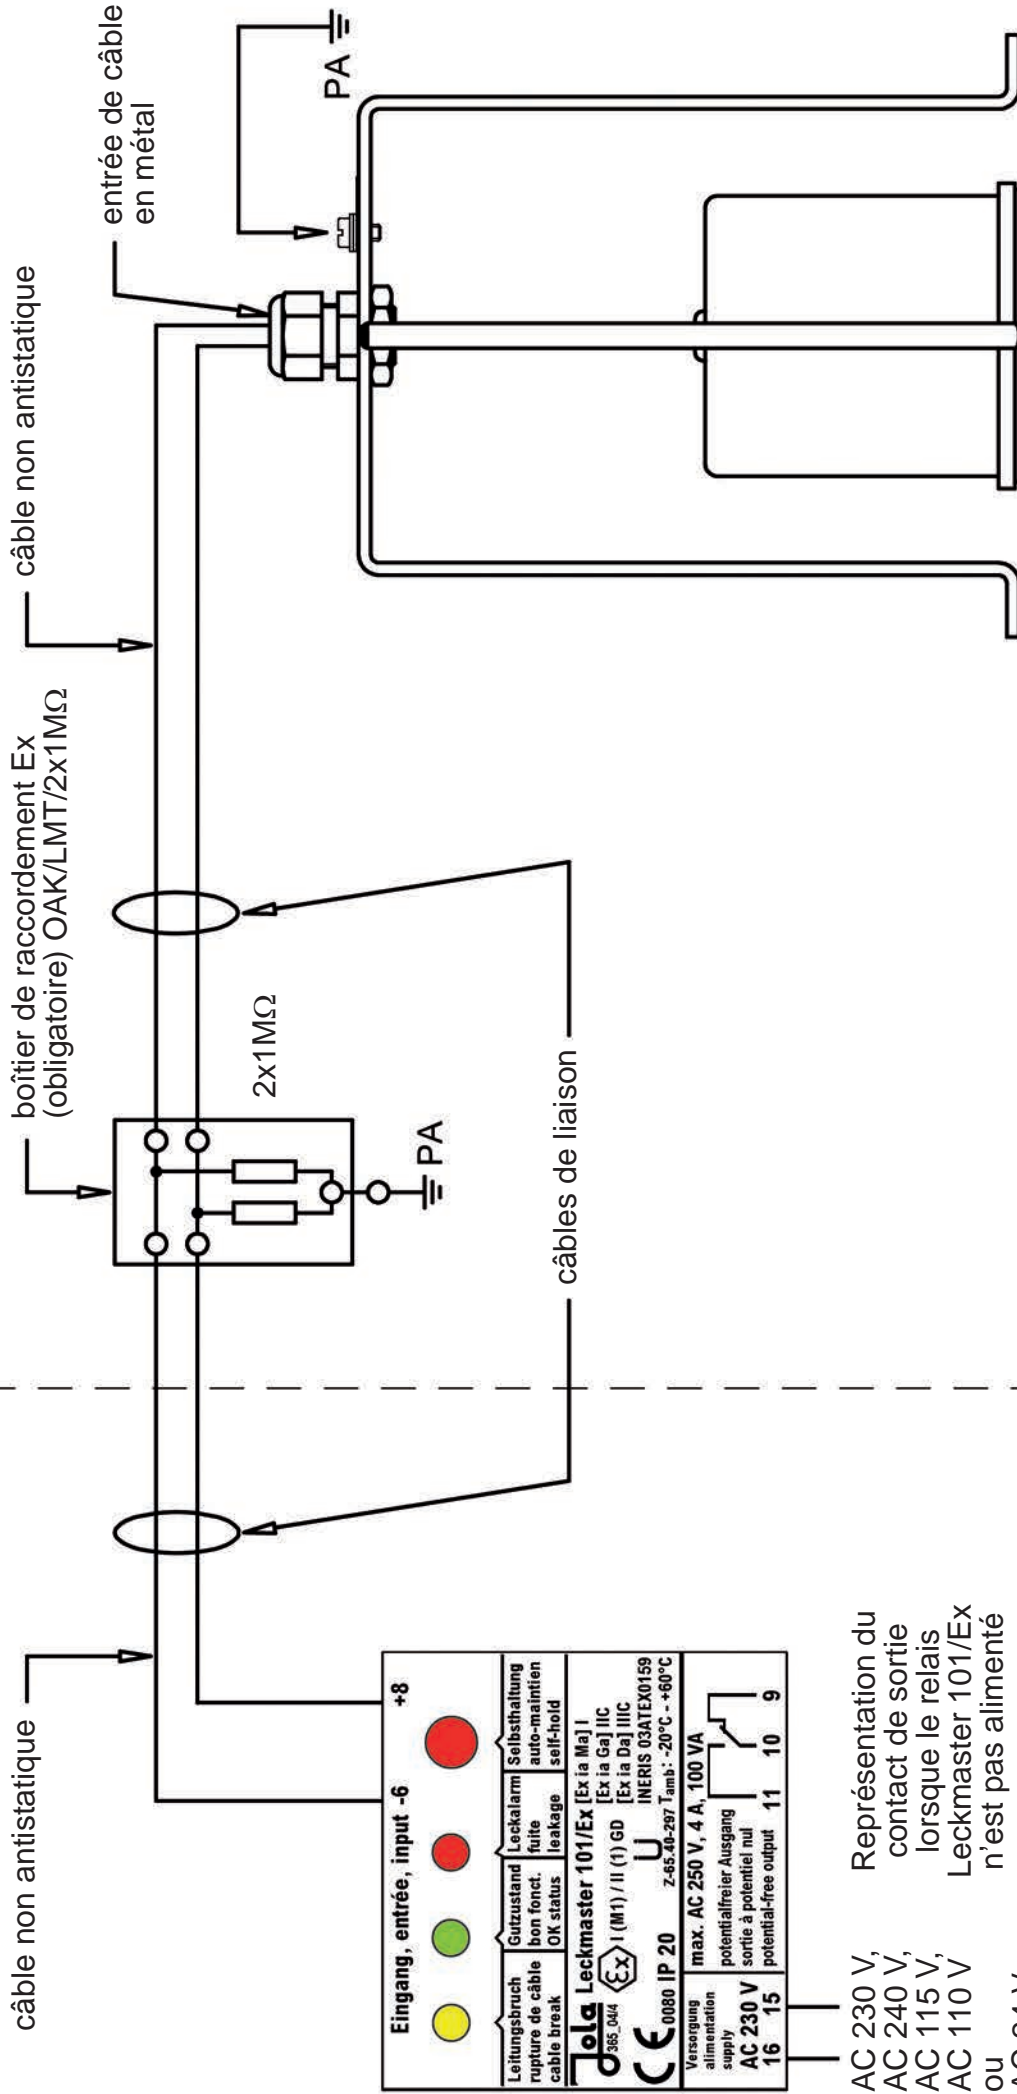 câble non antistatique
boîtier de raccordement Ex
(obligatoire) OAK/LMT/2x1MΩ
câble non antistatique
entrée de câble
en métal
PA
2x1MΩ
PA
câbles de liaison
Eingang, entrée, input -6 +8
Leitungsbruch
rupture de câble
cable break
Gutzustand
bon fonct.
OK status
Leckalarm
fuite
leakage
Selbsthaltung
auto-maintien
self-hold
Jola Leckmaster 101/Ex
365_04/4
Ex I (M1) / II (1) GD
[Ex ia Ma] I
[Ex ia Ga] IIC
[Ex ia Da] IIIC
INERIS 03ATEX0159
CE 0080 IP 20
Z-65.40-297 Tamb: -20°C - +60°C
Versorgung
alimentation
supply
AC 230 V
16 15
max. AC 250 V, 4 A, 100 VA
potentialfreier Ausgang
sortie à potentiel nul
potential-free output
11 10 9
AC 230 V,
AC 240 V,
AC 115 V,
AC 110 V
ou
Représentation du
contact de sortie
lorsque le relais
Leckmaster 101/Ex
n'est pas alimenté